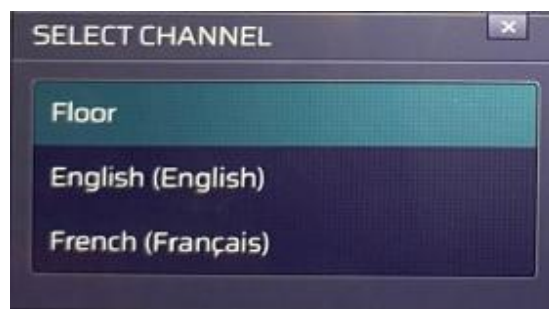 SELECT CHANNEL
Floor
English (English)
French (Français)